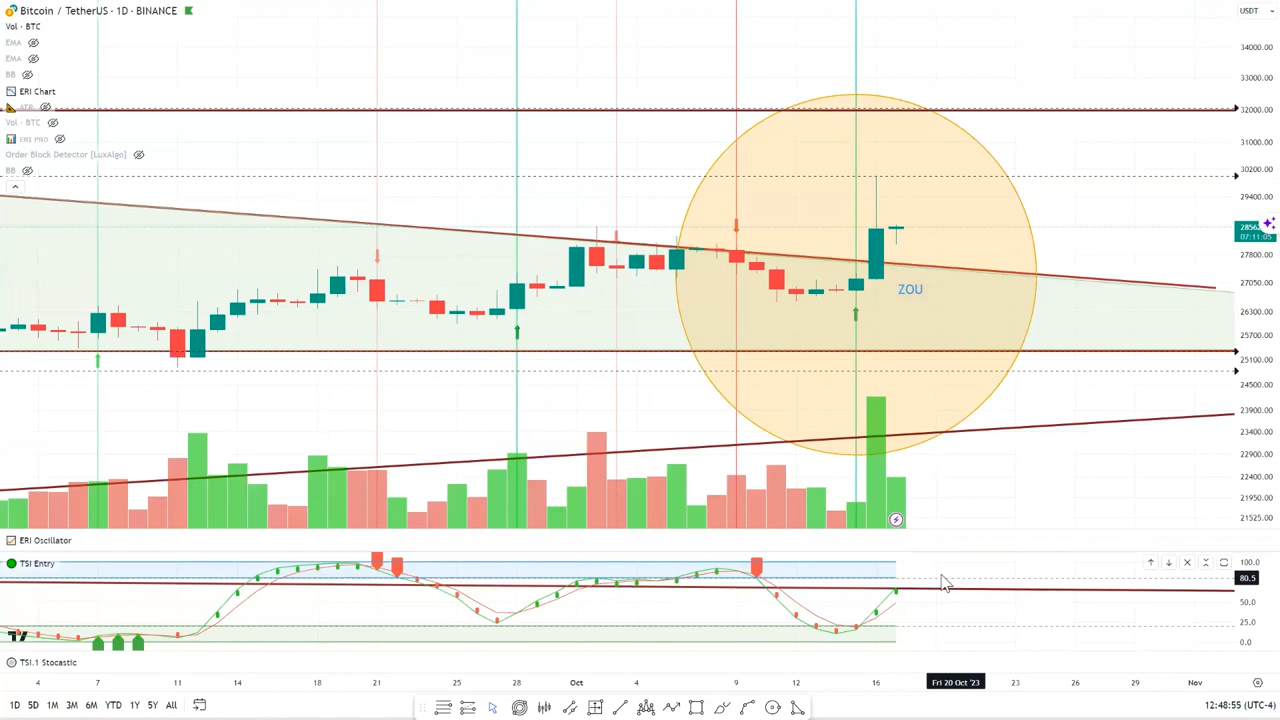 Bitcoin / TetherUS · 1D · BINANCE
USDT
Vol · BTC
EMA
EMA
BB
ERI Chart
ATR
Vol · BTC
ERI PRO
Order Block Detector [LuxAlgo]
BB
34000.00
33000.00
32000.00
31000.00
30200.00
29400.00
28562
07:11:05
27800.00
27050.00
26300.00
25700.00
25100.00
24500.00
23900.00
23400.00
22900.00
22400.00
21950.00
21525.00
ZOU
ERI Oscillator
TSI Entry
100.0
80.5
50.0
25.0
0.0
TSI.1 Stocastic
4
7
11
14
18
21
25
28
Oct
4
9
12
16
Fri 20 Oct '23
23
26
29
Nov
1D
5D
1M
3M
6M
YTD
1Y
5Y
All
12:48:55 (UTC-4)